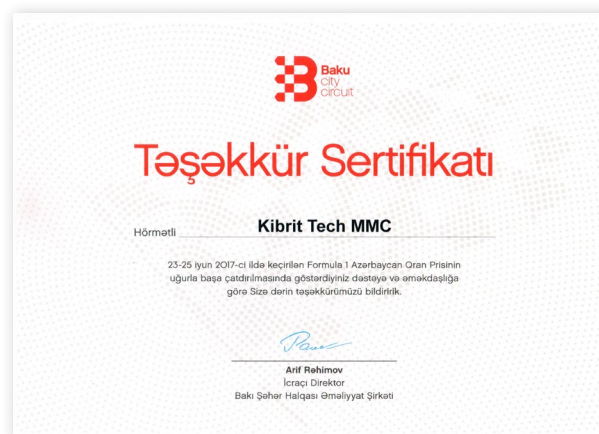 Baku
city
circuit
Təşəkkür Sertifikatı
Hörmətli Kibrit Tech MMC
23-25 iyun 2017-ci ildə keçirilən Formula 1 Azərbaycan Qran Prisinin
uğurla başa çatdırılmasında göstərdiyiniz dəstəyə və əməkdaşlığa
görə Sizə dərin təşəkkürümüzü bildiririk.
Arif Rəhimov
İcraçı Direktor
Bakı Şəhər Halqası Əməliyyat Şirkəti